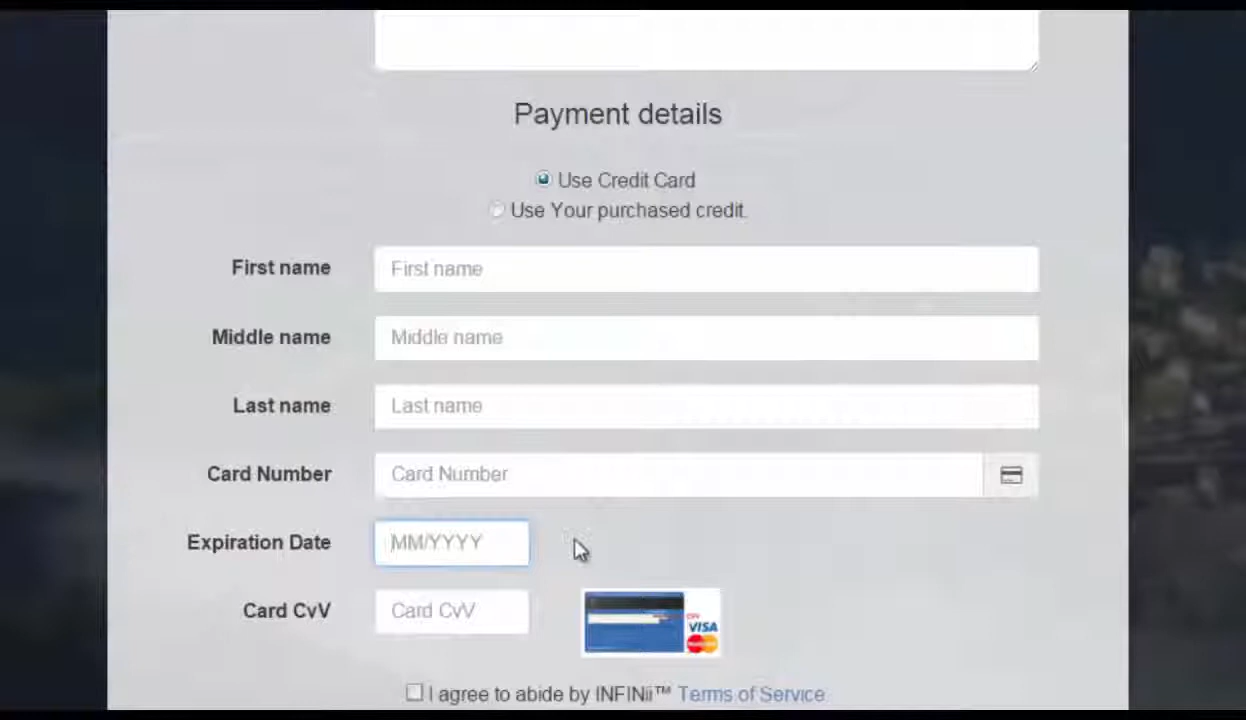 Payment details
Use Credit Card
Use Your purchased credit.
First name First name
Middle name Middle name
Last name Last name
Card Number Card Number
Expiration Date MM/YYYY
Card CvV Card CvV
VISA
I agree to abide by INFINii™ Terms of Service